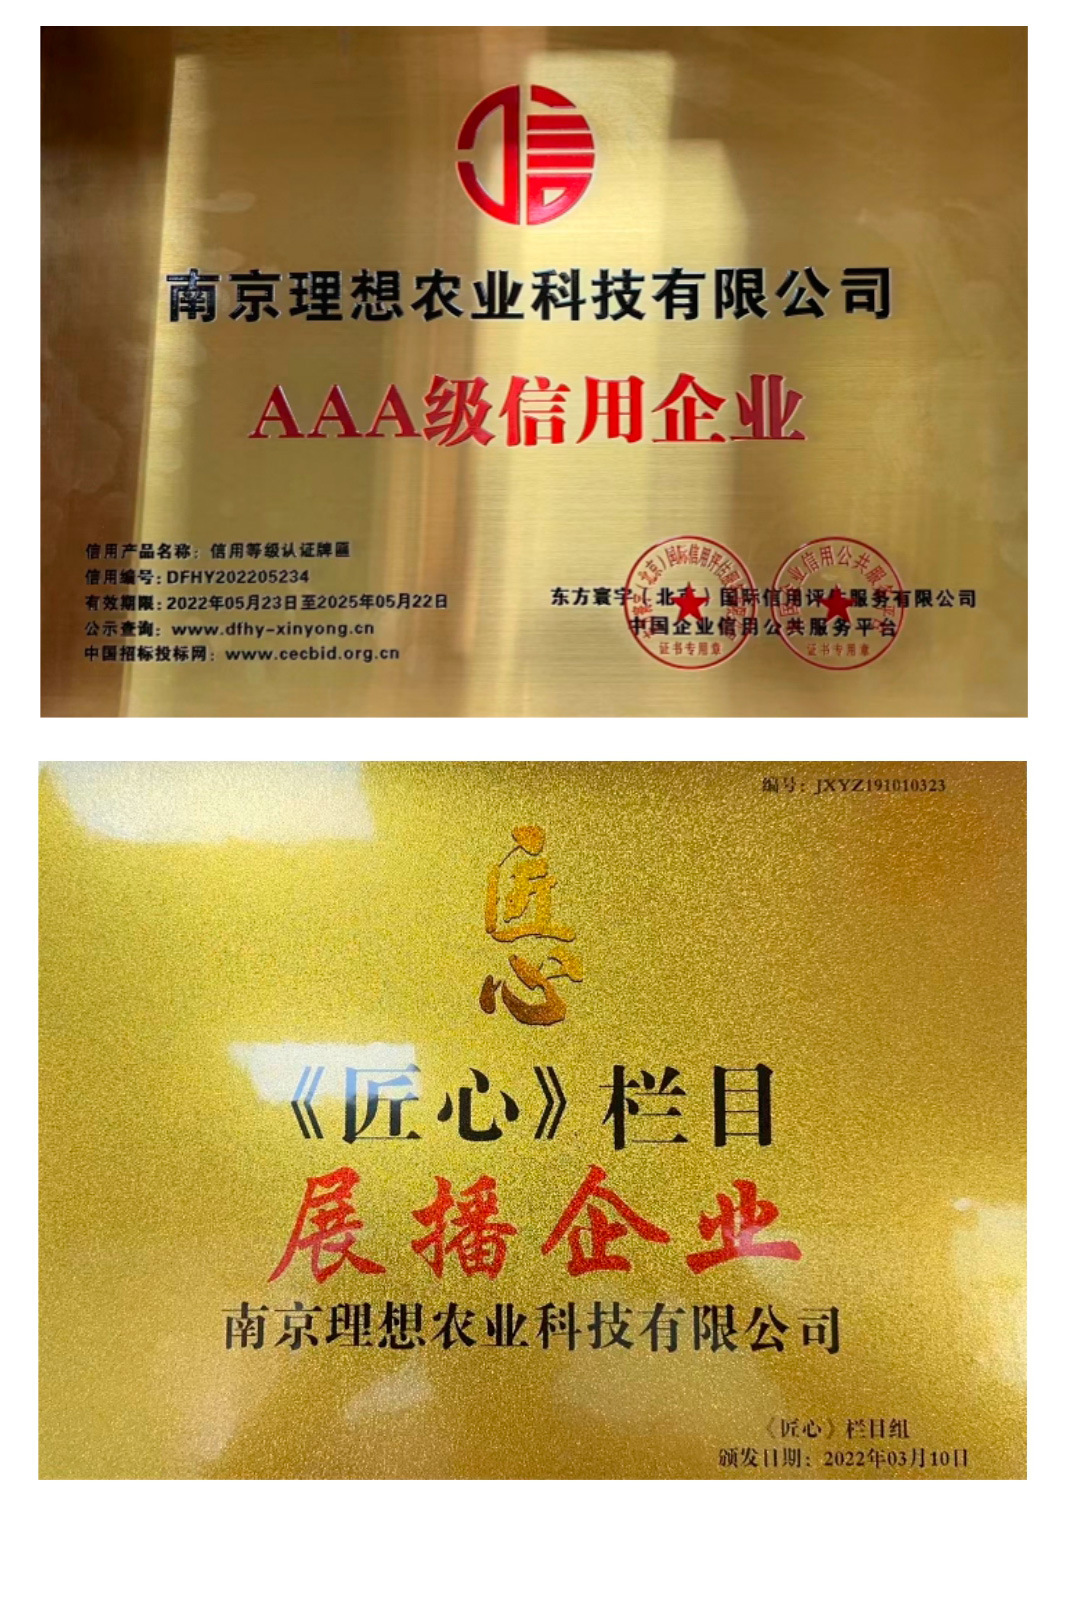 信
南京理想农业科技有限公司
AAA级信用企业
信用产品名称：信用等级认证牌匾
信用编号：DFHY202205234
有效期限：2022年05月23日至2025年05月22日
公示查询：www.dfhy-xinyong.cn
中国招标投标网：www.cecbid.org.cn
东方寰宇（北京）国际信用评估服务有限公司
中国企业信用公共服务平台
证书专用章
证书专用章
编号：JXYZ191010323
匠
心
《匠心》栏目
展播企业
南京理想农业科技有限公司
《匠心》栏目组
颁发日期：2022年03月10日